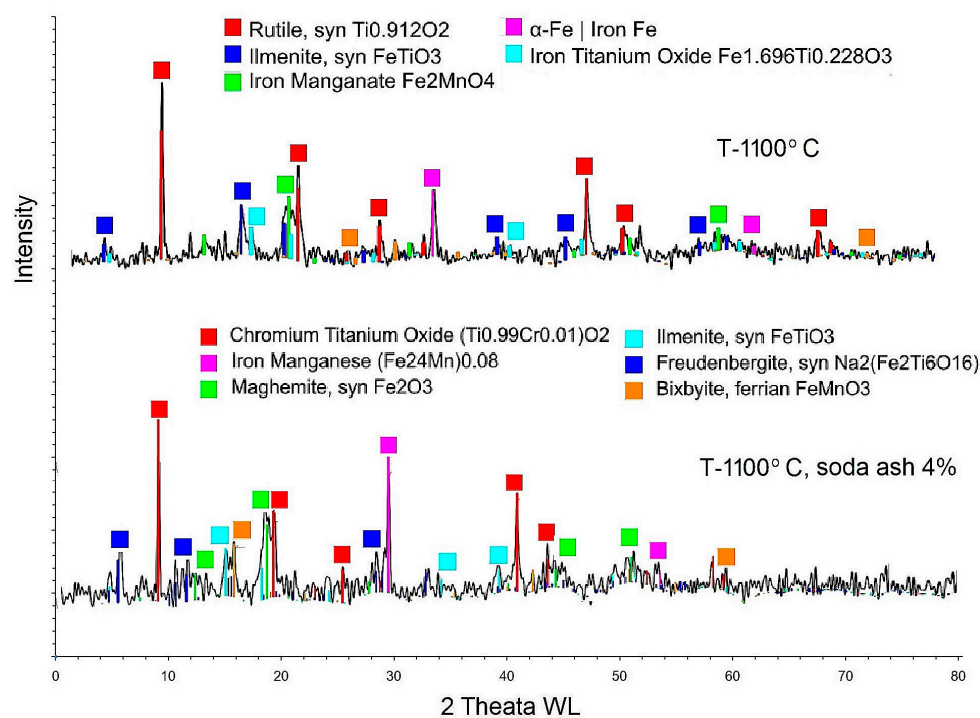 Rutile, syn Ti0.912O2
α-Fe | Iron Fe
Ilmenite, syn FeTiO3
Iron Titanium Oxide Fe1.696Ti0.228O3
Iron Manganate Fe2MnO4
T-1100° C
Intensity
Chromium Titanium Oxide (Ti0.99Cr0.01)O2
Ilmenite, syn FeTiO3
Iron Manganese (Fe24Mn)0.08
Freudenbergite, syn Na2(Fe2Ti6O16)
Maghemite, syn Fe2O3
Bixbyite, ferrian FeMnO3
T-1100° C, soda ash 4%
0 10 20 30 40 50 60 70 80
2 Theata WL